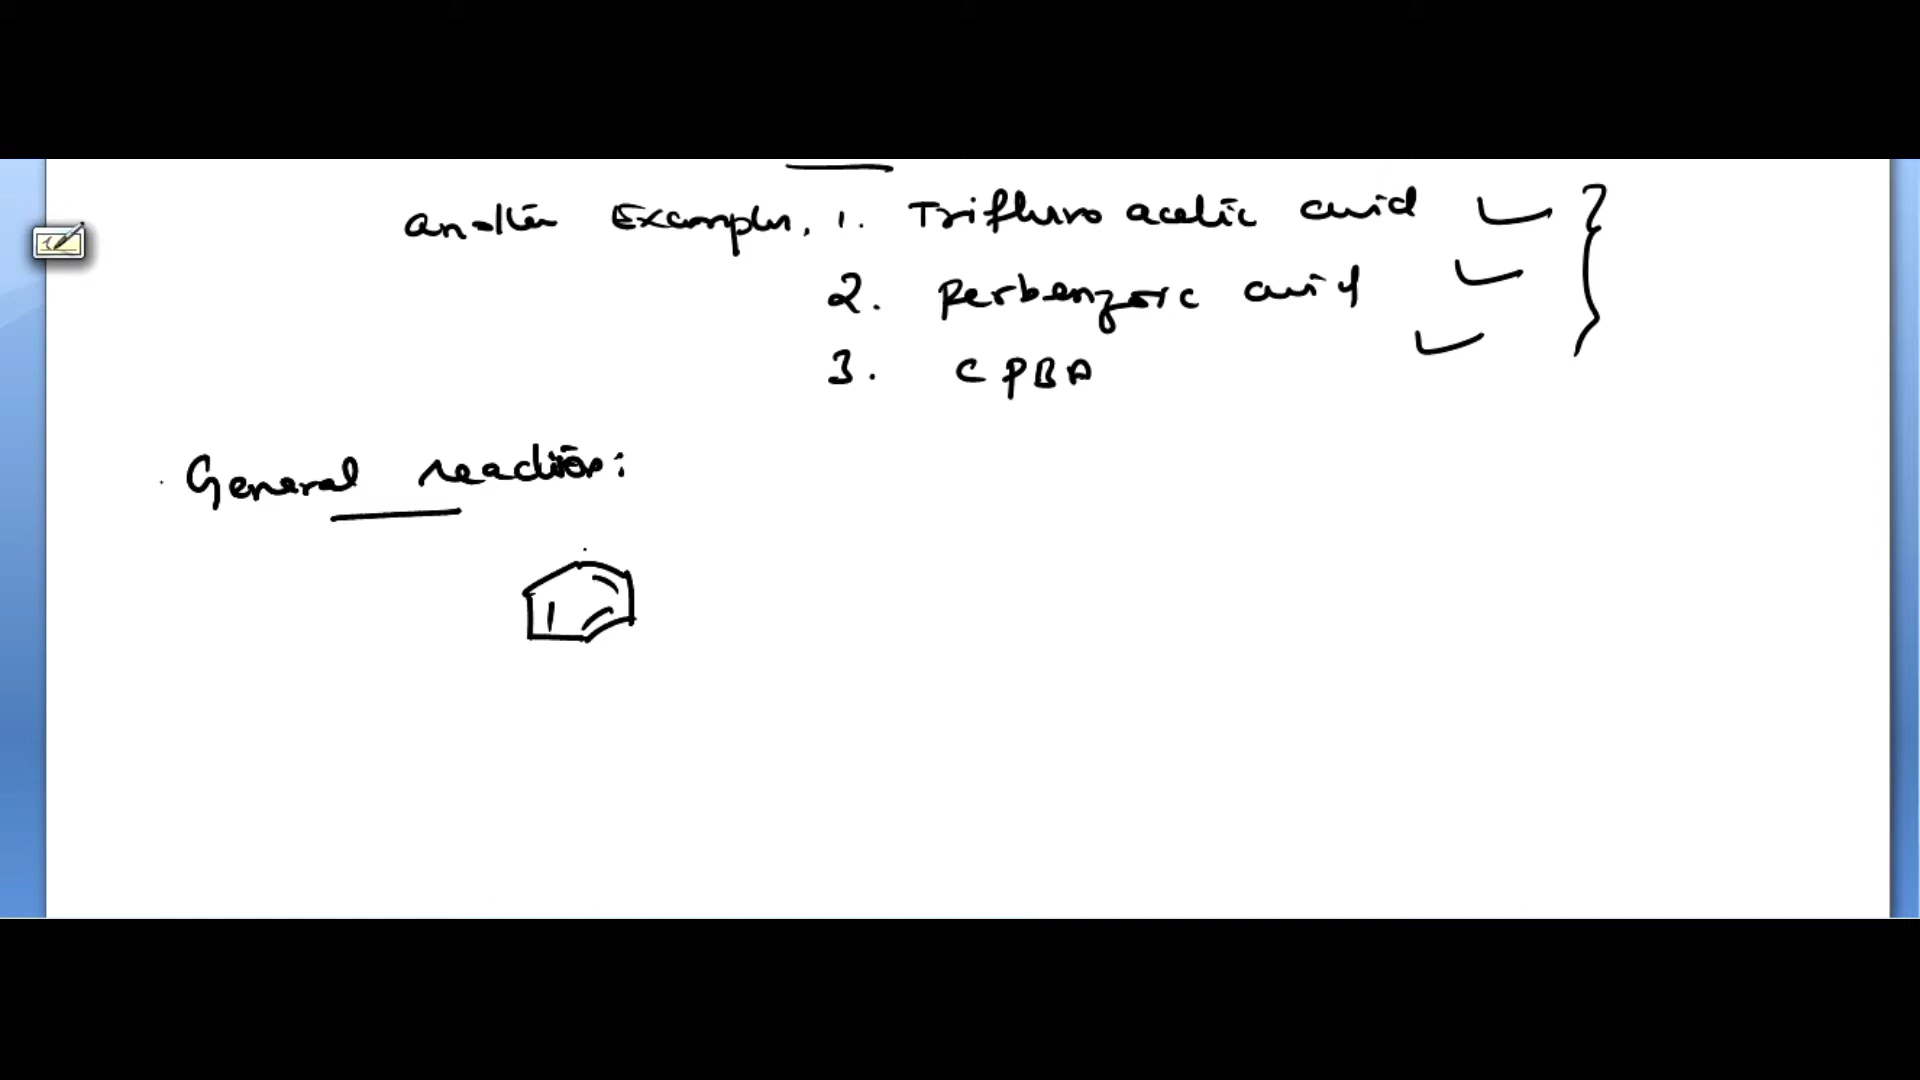 another Examples, 1. Trifluro acetic acid
2. Perbenzoic acid
3. CPBA
General reaction: